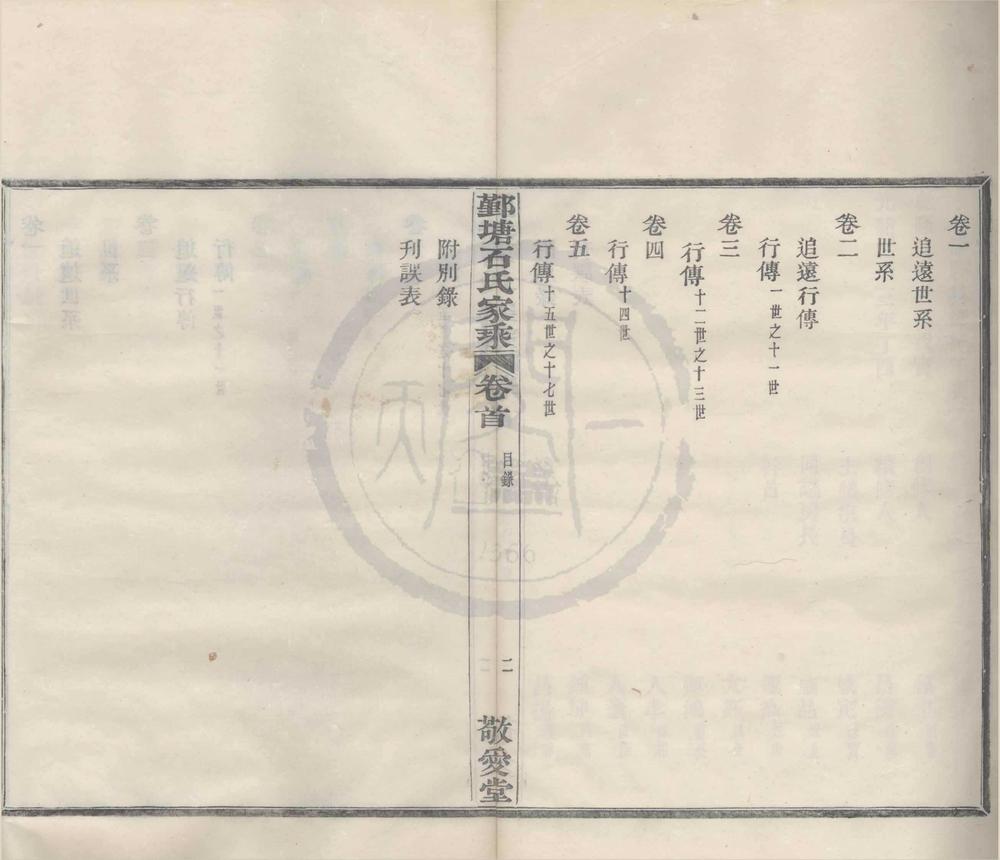 卷一
追遠世系
世系
卷二
追遠行傳
行傳一世之十一世
卷三
行傳十二世之十三世
卷四
行傳十四世
卷五
行傳十五世之十七世
鄞塘石氏家乘 卷首 目錄 二 敬愛堂
附別錄
刊誤表